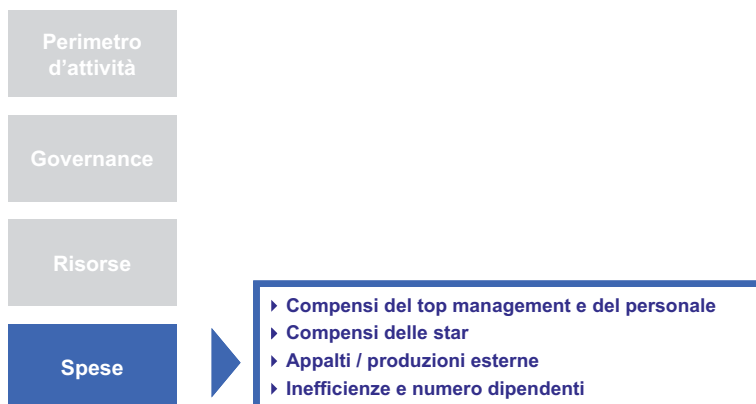 Perimetro
d'attività
Governance
Risorse
Spese
Compensi del top management e del personale
Compensi delle star
Appalti / produzioni esterne
Inefficienze e numero dipendenti